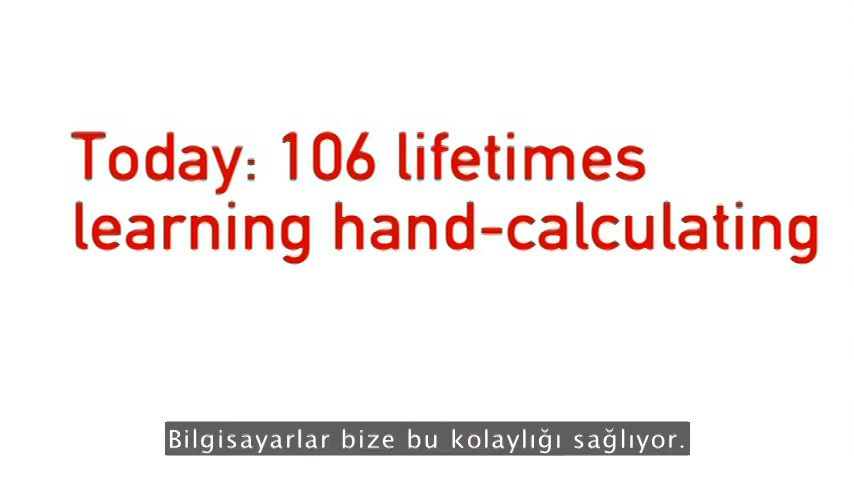 Today: 106 lifetimes
learning hand-calculating
Bilgisayarlar bize bu kolaylığı sağlıyor.